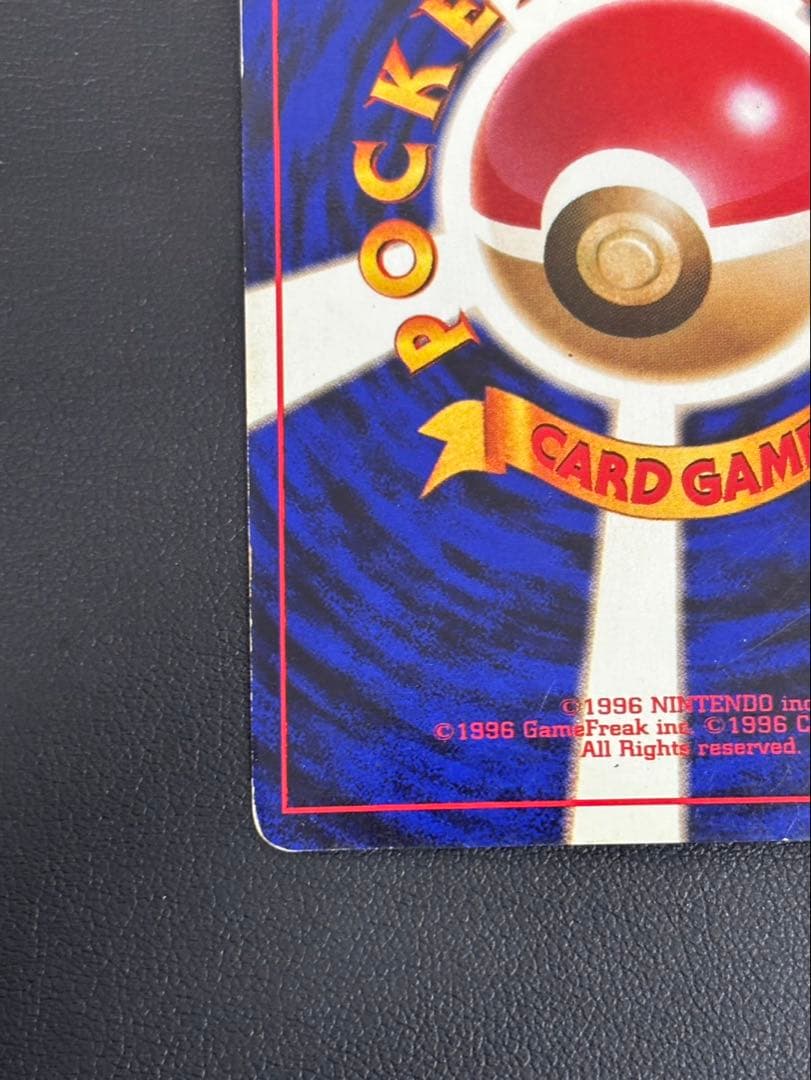 POCKE
CARD GAM
©1996 NINTENDO inc
©1996 GameFreak inc. ©1996 C
All Rights reserved.